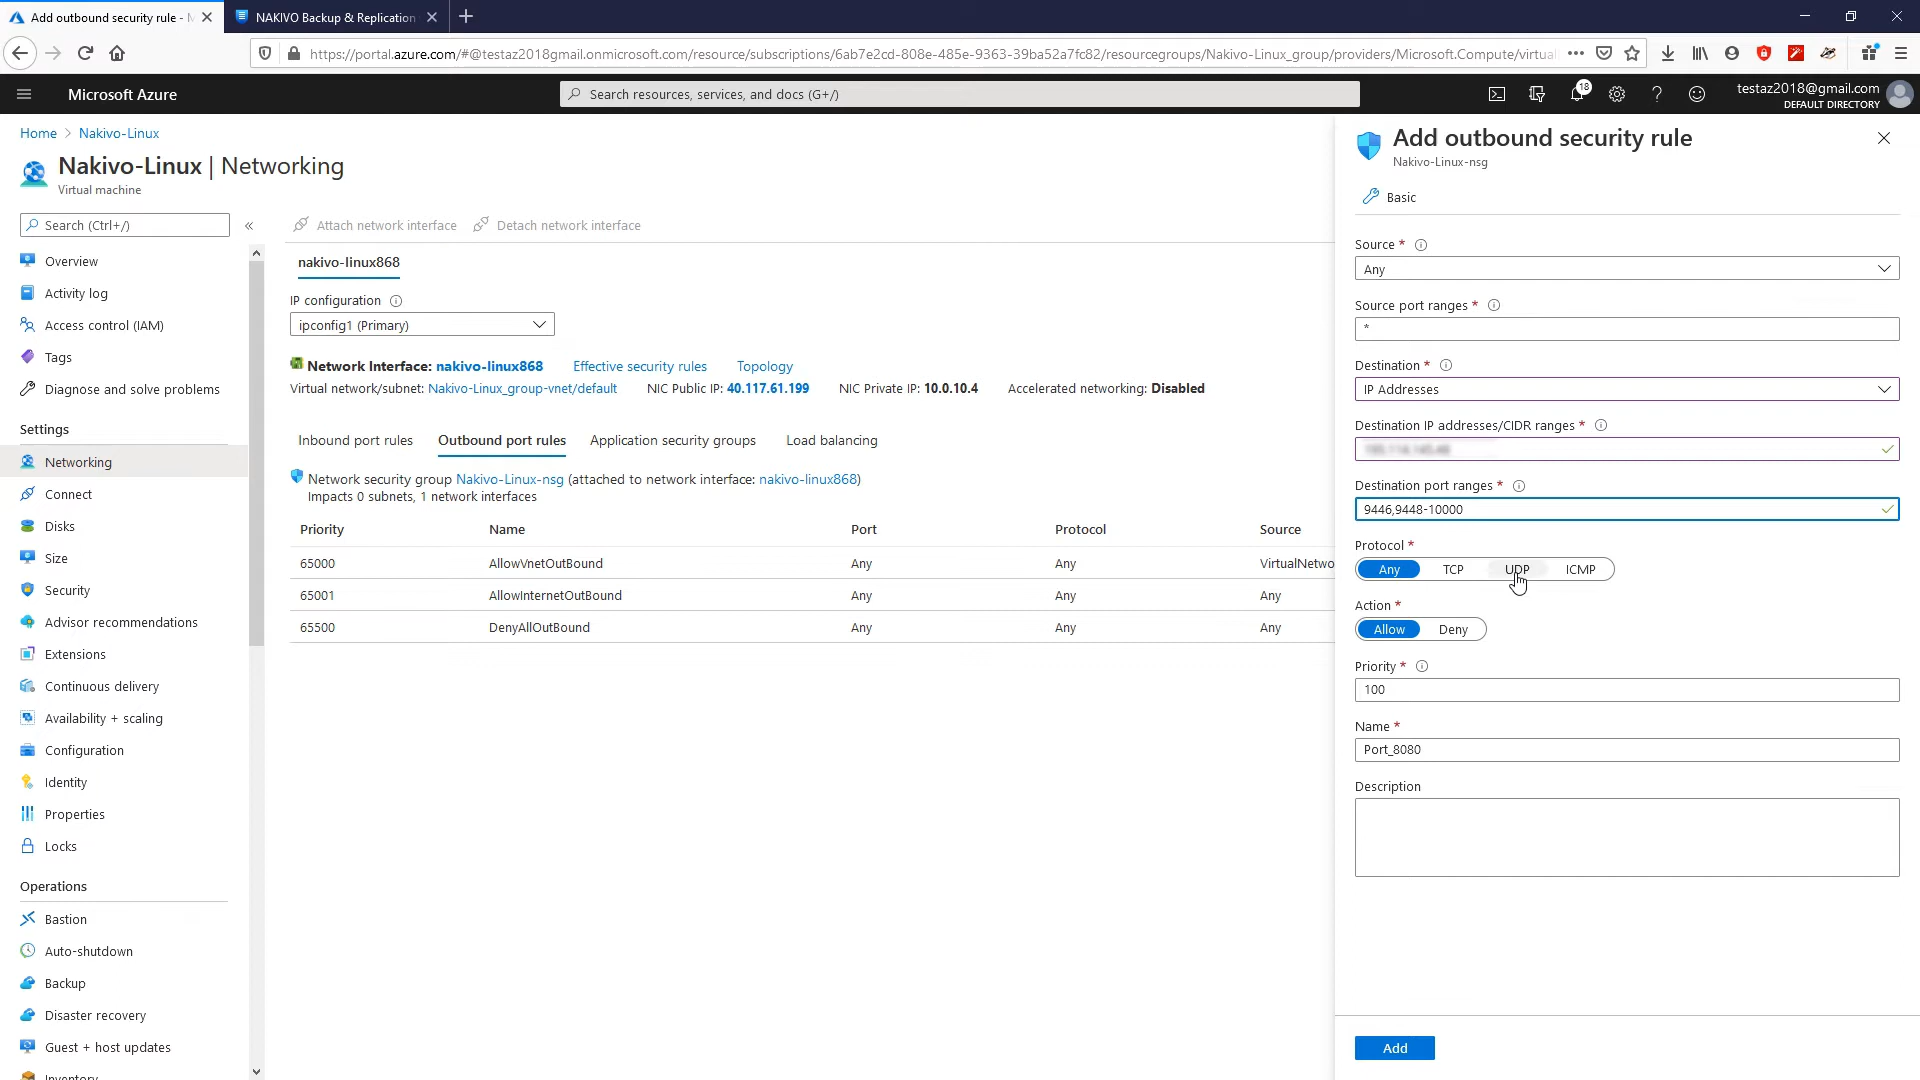 Add outbound security rule - M
NAKIVO Backup & Replication
https://portal.azure.com/#@testaz2018gmail.onmicrosoft.com/resource/subscriptions/6ab7e2cd-808e-485e-9363-39ba52a7fc82/resourcegroups/Nakivo-Linux_group/providers/Microsoft.Compute/virtual
Microsoft Azure
Search resources, services, and docs (G+/)
18
testaz2018@gmail.com
DEFAULT DIRECTORY
Home > Nakivo-Linux
Nakivo-Linux | Networking
Virtual machine
Search (Ctrl+/)
«
Overview
Activity log
Access control (IAM)
Tags
Diagnose and solve problems
Settings
Networking
Connect
Disks
Size
Security
Advisor recommendations
Extensions
Continuous delivery
Availability + scaling
Configuration
Identity
Properties
Locks
Operations
Bastion
Auto-shutdown
Backup
Disaster recovery
Guest + host updates
Inventory
Attach network interface
Detach network interface
nakivo-linux868
IP configuration
ipconfig1 (Primary)
Network Interface: nakivo-linux868 Effective security rules Topology
Virtual network/subnet: Nakivo-Linux_group-vnet/default NIC Public IP: 40.117.61.199 NIC Private IP: 10.0.10.4 Accelerated networking: Disabled
Inbound port rules Outbound port rules Application security groups Load balancing
Network security group Nakivo-Linux-nsg (attached to network interface: nakivo-linux868)
Impacts 0 subnets, 1 network interfaces
Priority Name Port Protocol Source
65000 AllowVnetOutBound Any Any VirtualNetwo
65001 AllowInternetOutBound Any Any Any
65500 DenyAllOutBound Any Any Any
Add outbound security rule
Nakivo-Linux-nsg
Basic
Source *
Any
Source port ranges *
*
Destination *
IP Addresses
Destination IP addresses/CIDR ranges *
Destination port ranges *
9446,9448-10000
Protocol *
Any TCP UDP ICMP
Action *
Allow Deny
Priority *
100
Name *
Port_8080
Description
Add